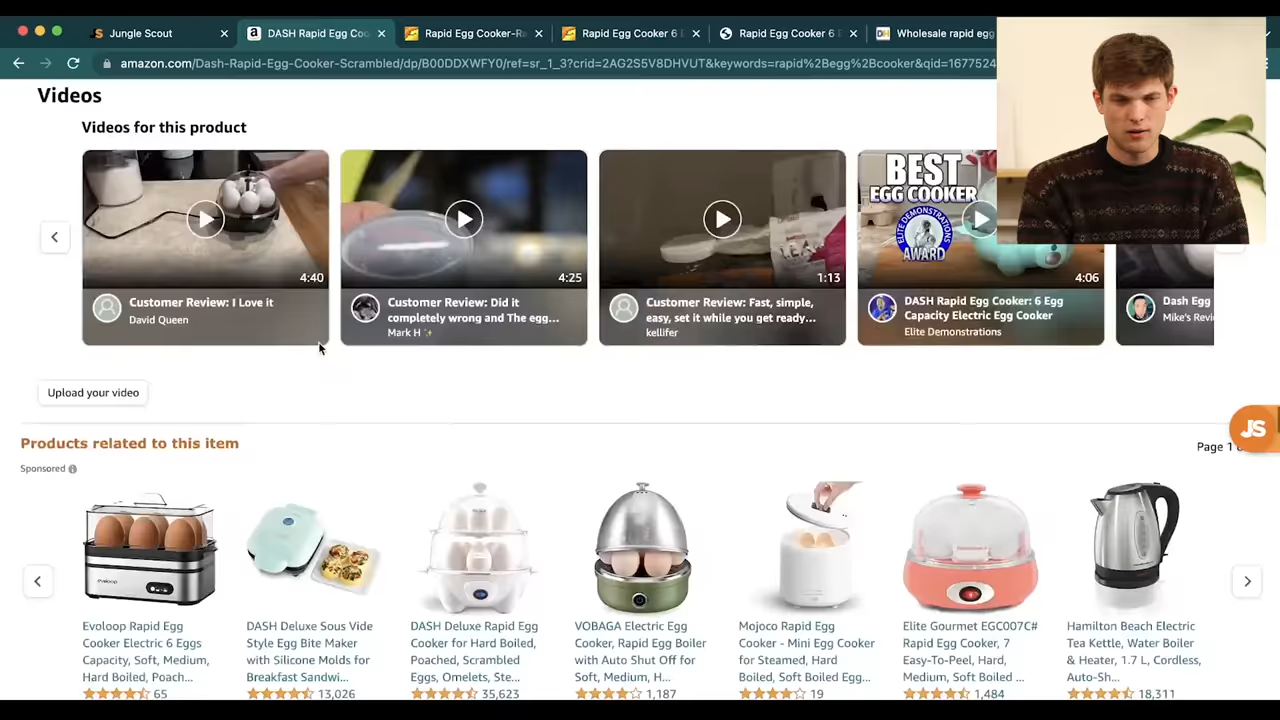 Jungle Scout
DASH Rapid Egg Co
Rapid Egg Cooker-R
Rapid Egg Cooker 6
Rapid Egg Cooker 6
Wholesale rapid egg
amazon.com/Dash-Rapid-Egg-Cooker-Scrambled/dp/B00DDXWFY0/ref=sr_1_3?crid=2AG2S5V8DHVUT&keywords=rapid%2Begg%2Bcooker&qid=1677524
Videos
Videos for this product
4:40
Customer Review: I Love it
David Queen
4:25
Customer Review: Did it
completely wrong and The egg...
Mark H
1:13
Customer Review: Fast, simple,
easy, set it while you get ready...
kellifer
BEST
EGG COOKER
ELITE DEMONSTRATIONS
AWARD
4:06
DASH Rapid Egg Cooker: 6 Egg
Capacity Electric Egg Cooker
Elite Demonstrations
Dash Egg
Mike's Revi
Upload your video
JS
Products related to this item
Page 1
Sponsored
Evoloop Rapid Egg
Cooker Electric 6 Eggs
Capacity, Soft, Medium,
Hard Boiled, Poach...
65
DASH Deluxe Sous Vide
Style Egg Bite Maker
with Silicone Molds for
Breakfast Sandwi...
13,026
DASH Deluxe Rapid Egg
Cooker for Hard Boiled,
Poached, Scrambled
Eggs, Omelets, Ste...
35,623
VOBAGA Electric Egg
Cooker, Rapid Egg Boiler
with Auto Shut Off for
Soft, Medium, H...
1,187
Mojoco Rapid Egg
Cooker - Mini Egg Cooker
for Steamed, Hard
Boiled, Soft Boiled Egg...
19
Elite Gourmet EGC007C#
Rapid Egg Cooker, 7
Easy-To-Peel, Hard,
Medium, Soft Boiled ...
1,484
Hamilton Beach Electric
Tea Kettle, Water Boiler
& Heater, 1.7 L, Cordless,
Auto-Sh...
18,311